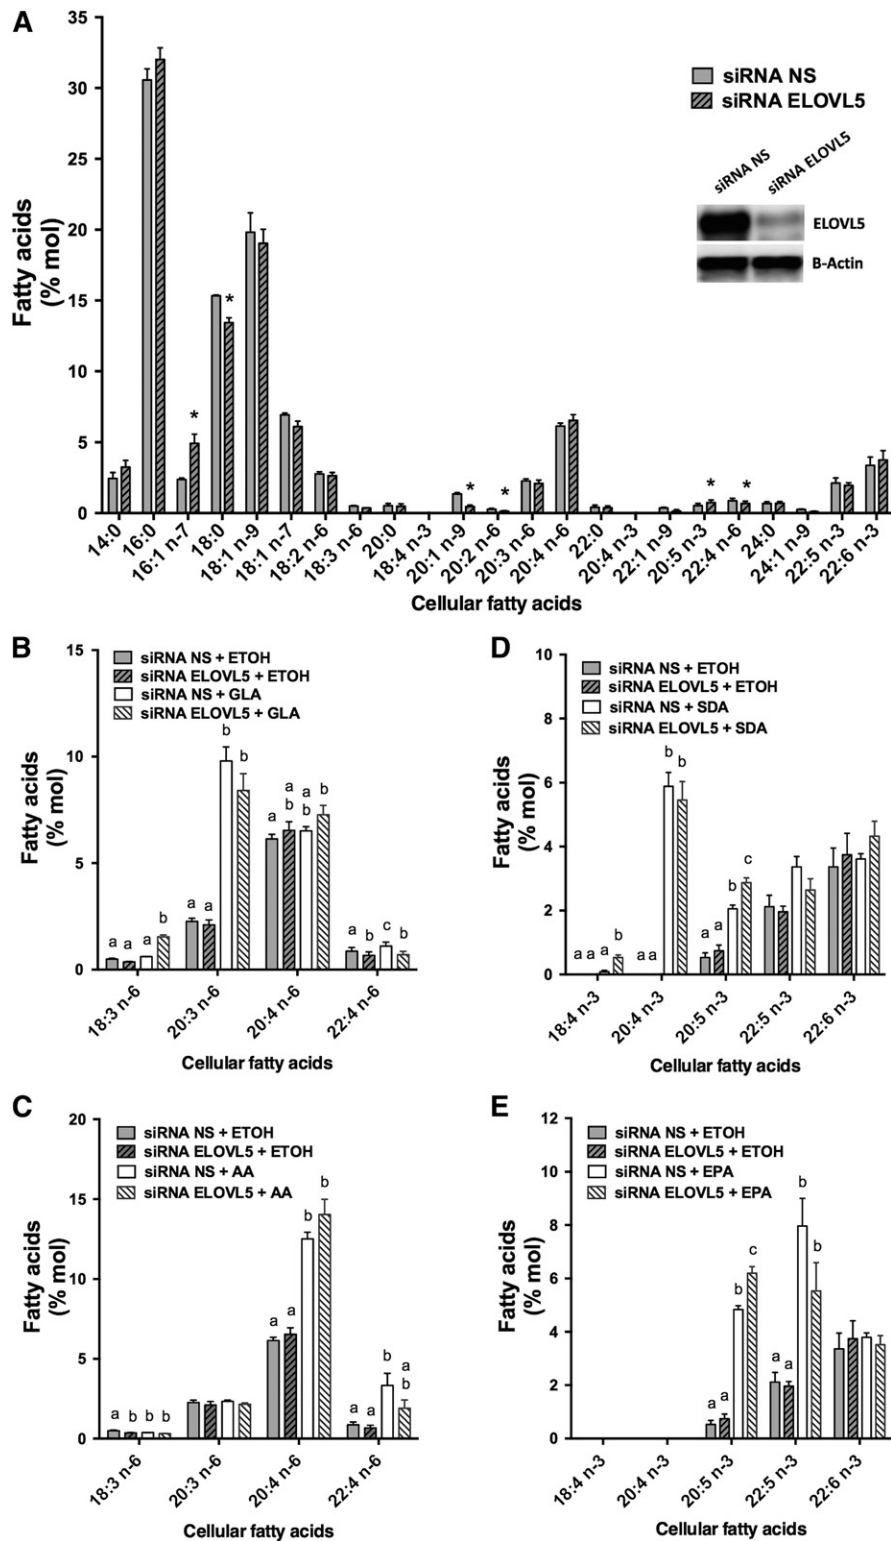 A
35
30
25
20
15
10
5
0
Fatty acids
(% mol)
siRNA NS
siRNA ELOVL5
siRNA NS
siRNA ELOVL5
ELOVL5
B-Actin
*
*
*
*
*
*
14:0
16:0
16:1 n-7
18:0
18:1 n-9
18:1 n-7
18:2 n-6
18:3 n-6
20:0
18:4 n-3
20:1 n-9
20:2 n-6
20:3 n-6
20:4 n-6
22:0
20:4 n-3
22:1 n-9
20:5 n-3
22:4 n-6
24:0
24:1 n-9
22:5 n-3
22:6 n-3
Cellular fatty acids
B
15
10
5
0
Fatty acids
(% mol)
siRNA NS + ETOH
siRNA ELOVL5 + ETOH
siRNA NS + GLA
siRNA ELOVL5 + GLA
a a a b
a a b b
a a b a b b
a b c b
18:3 n-6
20:3 n-6
20:4 n-6
22:4 n-6
Cellular fatty acids
D
10
8
6
4
2
0
Fatty acids
(% mol)
siRNA NS + ETOH
siRNA ELOVL5 + ETOH
siRNA NS + SDA
siRNA ELOVL5 + SDA
a a a b
a a b b
a a b c
18:4 n-3
20:4 n-3
20:5 n-3
22:5 n-3
22:6 n-3
Cellular fatty acids
C
20
15
10
5
0
Fatty acids
(% mol)
siRNA NS + ETOH
siRNA ELOVL5 + ETOH
siRNA NS + AA
siRNA ELOVL5 + AA
a b b b
a a b b
a a b a b
18:3 n-6
20:3 n-6
20:4 n-6
22:4 n-6
Cellular fatty acids
E
12
10
8
6
4
2
0
Fatty acids
(% mol)
siRNA NS + ETOH
siRNA ELOVL5 + ETOH
siRNA NS + EPA
siRNA ELOVL5 + EPA
a a b c
a a b b
18:4 n-3
20:4 n-3
20:5 n-3
22:5 n-3
22:6 n-3
Cellular fatty acids